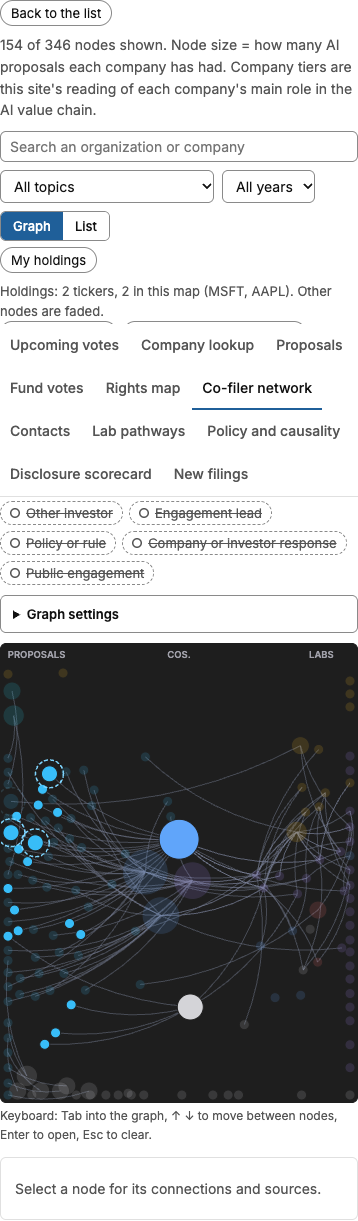 Back to the list
154 of 346 nodes shown. Node size = how many AI
proposals each company has had. Company tiers are
this site's reading of each company's main role in the
AI value chain.
Search an organization or company
All topics
All years
Graph
List
My holdings
Holdings: 2 tickers, 2 in this map (MSFT, AAPL). Other
nodes are faded.
Upcoming votes Company lookup Proposals
Fund votes Rights map Co-filer network
Contacts Lab pathways Policy and causality
Disclosure scorecard New filings
Other investor Engagement lead
Policy or rule Company or investor response
Public engagement
▶ Graph settings
PROPOSALS COS. LABS
Keyboard: Tab into the graph, ↑ ↓ to move between nodes,
Enter to open, Esc to clear.
Select a node for its connections and sources.